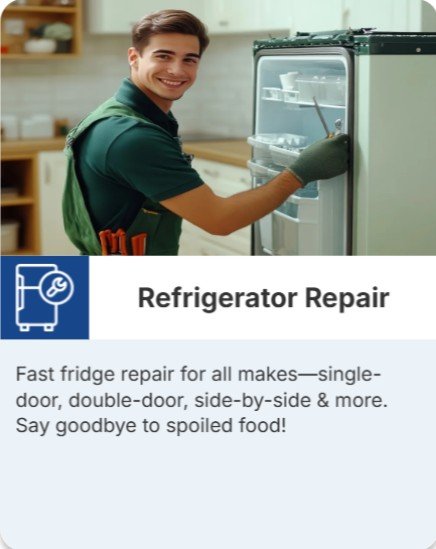 Refrigerator Repair
Fast fridge repair for all makes—single-
door, double-door, side-by-side & more.
Say goodbye to spoiled food!